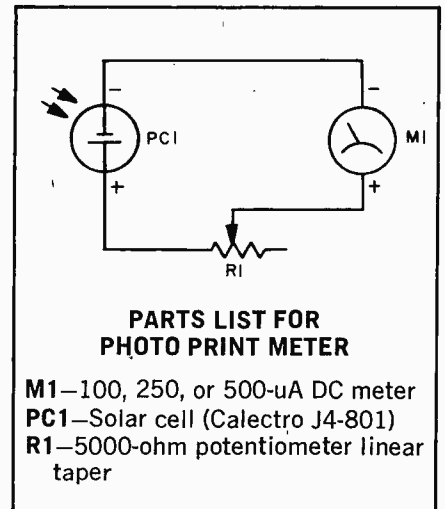 −
−
PC1
M1
+
+
R1
PARTS LIST FOR
PHOTO PRINT METER
M1—100, 250, or 500-uA DC meter
PC1—Solar cell (Calectro J4-801)
R1—5000-ohm potentiometer linear
taper